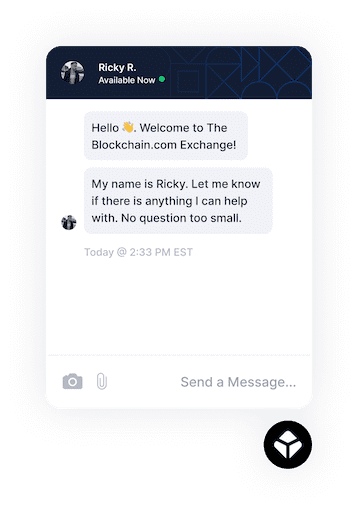 Ricky R.
Available Now
Hello 👋. Welcome to The
Blockchain.com Exchange!
My name is Ricky. Let me know
if there is anything I can help
with. No question too small.
Today @ 2:33 PM EST
Send a Message...